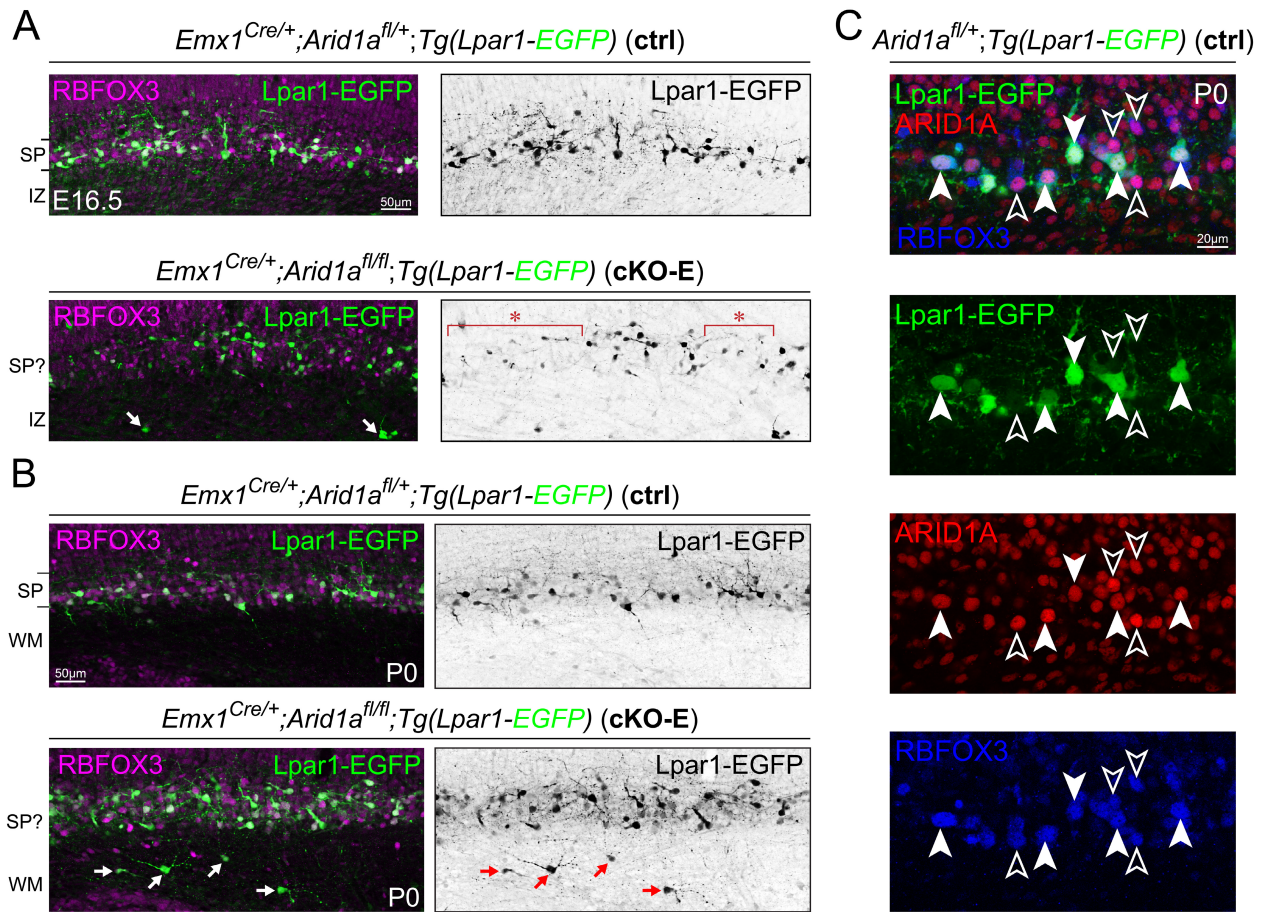 A
Emx1Cre/+;Arid1afl/+;Tg(Lpar1-EGFP) (ctrl)
RBFOX3 Lpar1-EGFP
Lpar1-EGFP
SP
IZ
E16.5
50µm
Emx1Cre/+;Arid1afl/fl;Tg(Lpar1-EGFP) (cKO-E)
RBFOX3 Lpar1-EGFP
* *
SP?
IZ
B
Emx1Cre/+;Arid1afl/+;Tg(Lpar1-EGFP) (ctrl)
RBFOX3 Lpar1-EGFP
Lpar1-EGFP
SP
WM
50µm
P0
Emx1Cre/+;Arid1afl/fl;Tg(Lpar1-EGFP) (cKO-E)
RBFOX3 Lpar1-EGFP
Lpar1-EGFP
SP?
WM
P0
C
Arid1afl/+;Tg(Lpar1-EGFP) (ctrl)
Lpar1-EGFP P0
ARID1A
RBFOX3
20µm
Lpar1-EGFP
ARID1A
RBFOX3